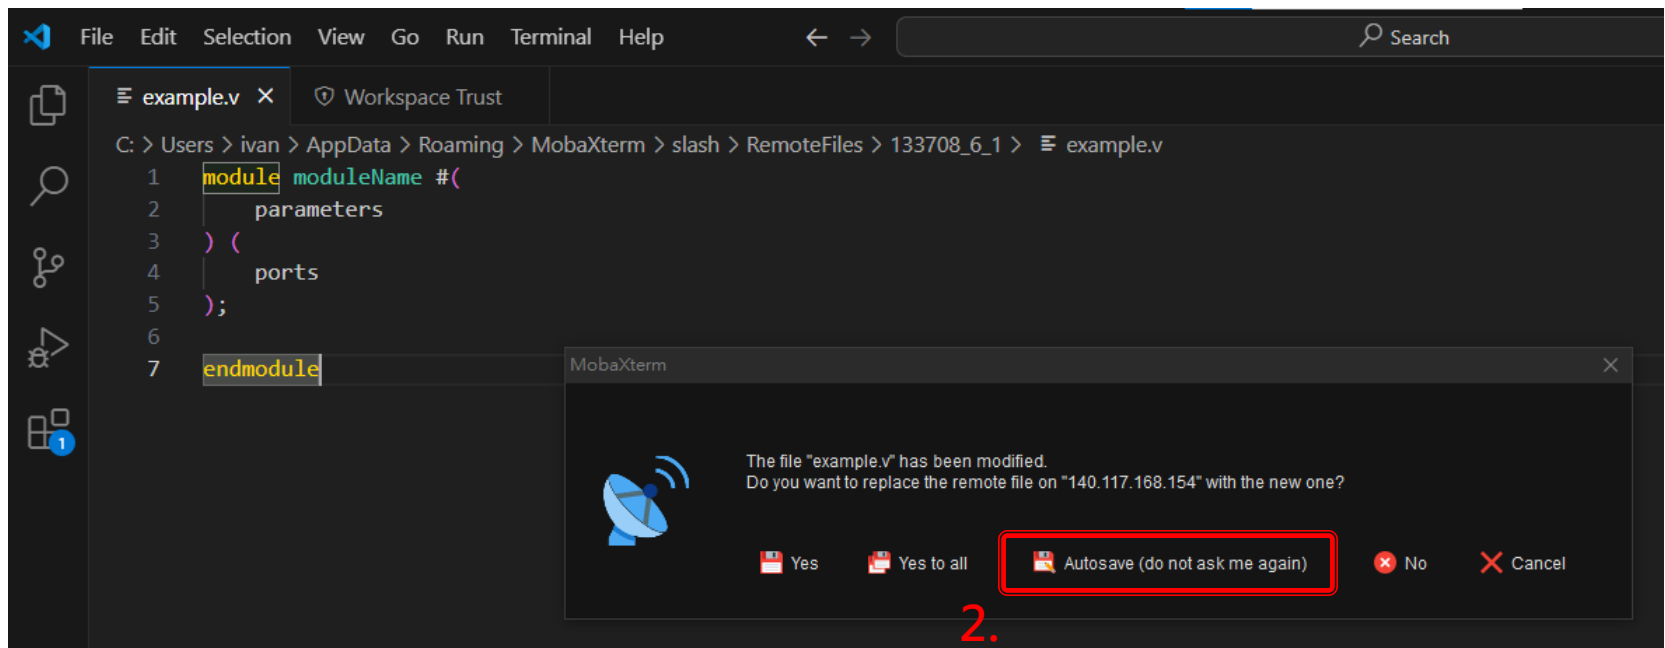 File Edit Selection View Go Run Terminal Help
Search
example.v
Workspace Trust
C: > Users > ivan > AppData > Roaming > MobaXterm > slash > RemoteFiles > 133708_6_1 > example.v
1 module moduleName #(
2 parameters
3 ) (
4 ports
5 );
6
7 endmodule
1
MobaXterm
The file "example.v" has been modified.
Do you want to replace the remote file on "140.117.168.154" with the new one?
Yes Yes to all Autosave (do not ask me again) No Cancel
2.